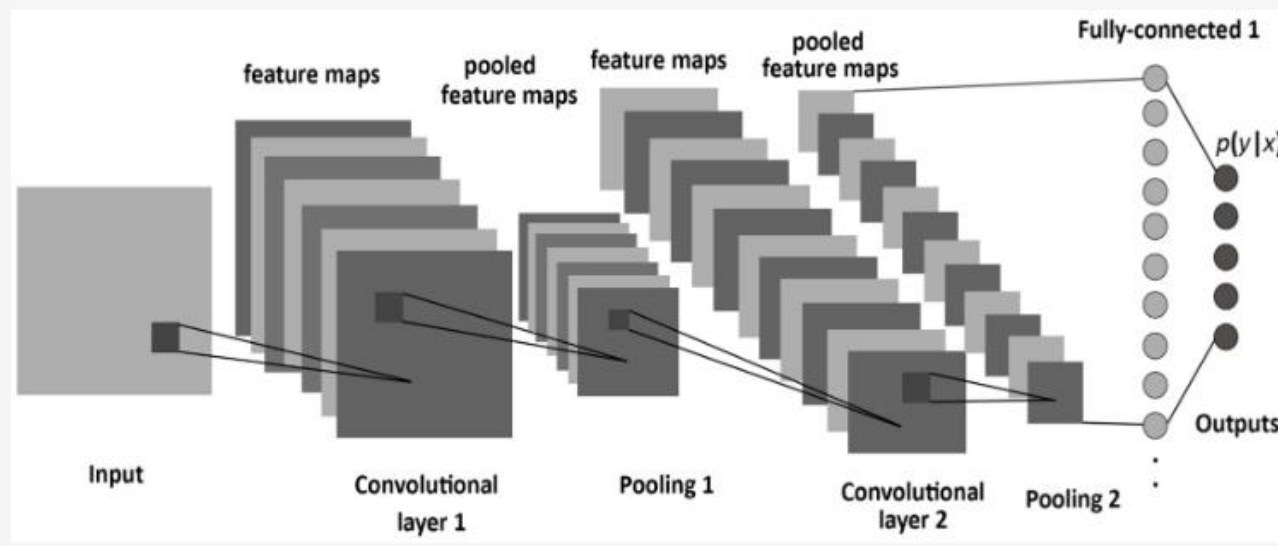 feature maps
pooled
feature maps
feature maps
pooled
feature maps
Fully-connected 1
p(y|x)
Outputs
Input
Convolutional
layer 1
Pooling 1
Convolutional
layer 2
Pooling 2